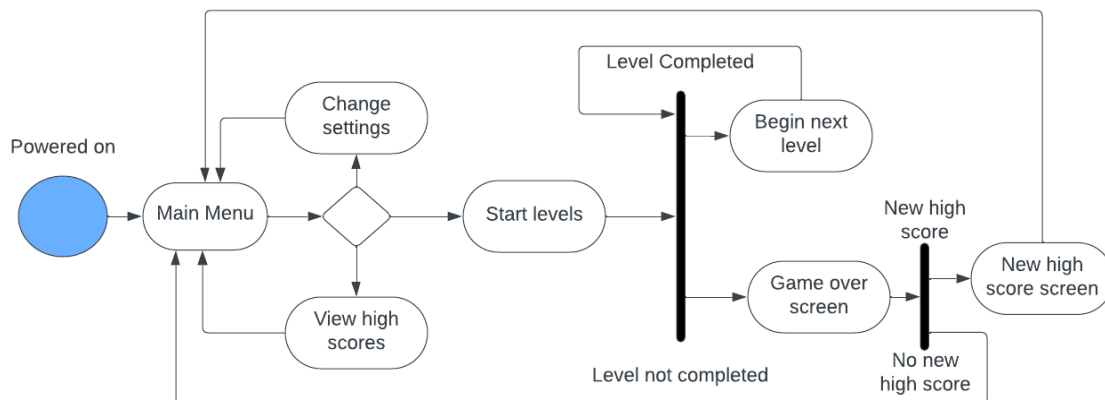 Powered on
Main Menu
Change
settings
View high
scores
Start levels
Level Completed
Begin next
level
Level not completed
Game over
screen
New high
score
New high
score screen
No new
high score